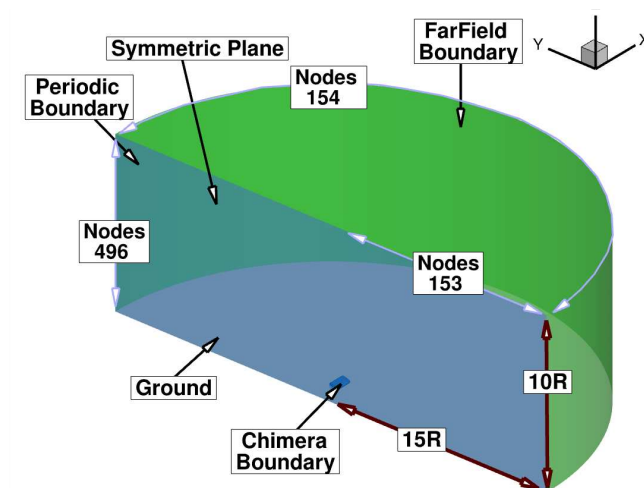 FarField
Boundary
Symmetric Plane
Y
X
Nodes
154
Periodic
Boundary
Nodes
496
Nodes
153
10R
Ground
15R
Chimera
Boundary